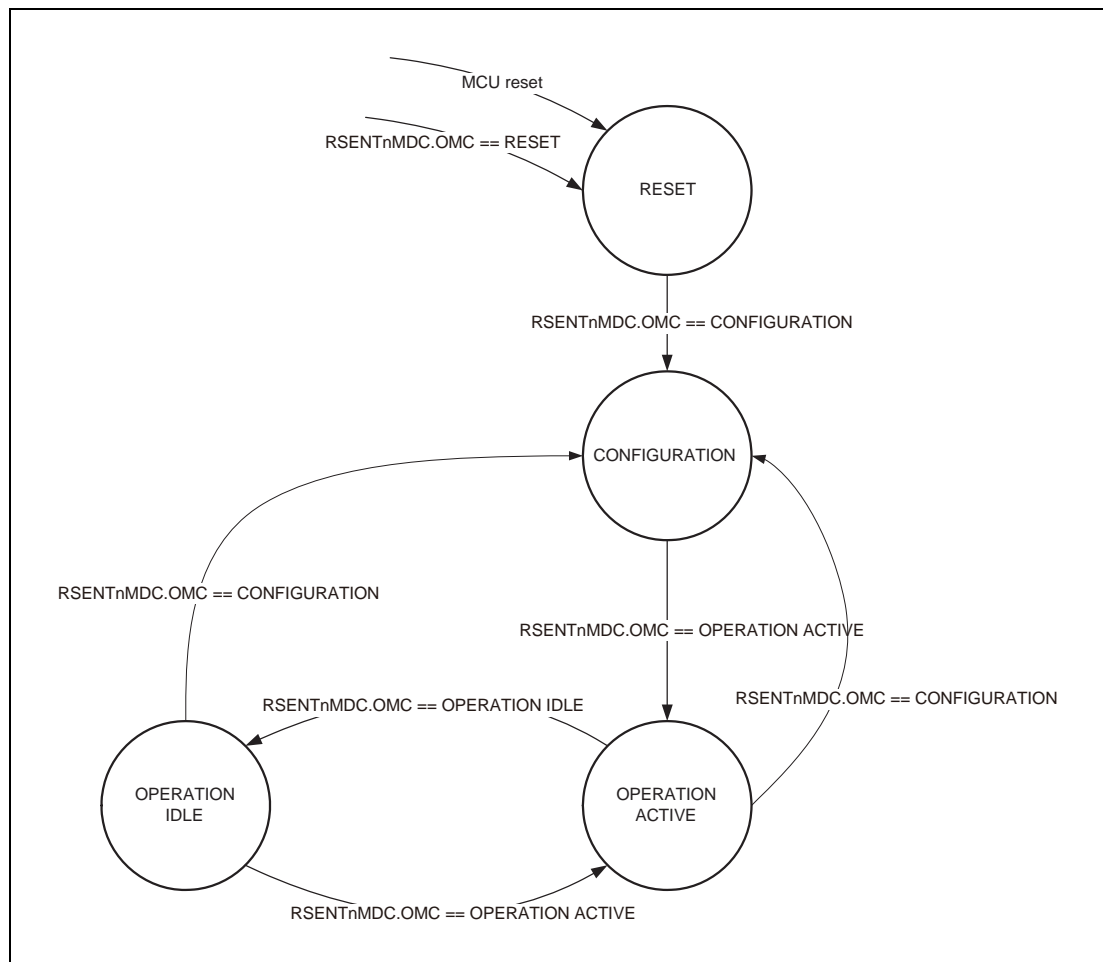 MCU reset
RSENTnMDC.OMC == RESET
RESET
RSENTnMDC.OMC == CONFIGURATION
CONFIGURATION
RSENTnMDC.OMC == CONFIGURATION
RSENTnMDC.OMC == OPERATION ACTIVE
RSENTnMDC.OMC == OPERATION IDLE
RSENTnMDC.OMC == CONFIGURATION
OPERATION
IDLE
OPERATION
ACTIVE
RSENTnMDC.OMC == OPERATION ACTIVE